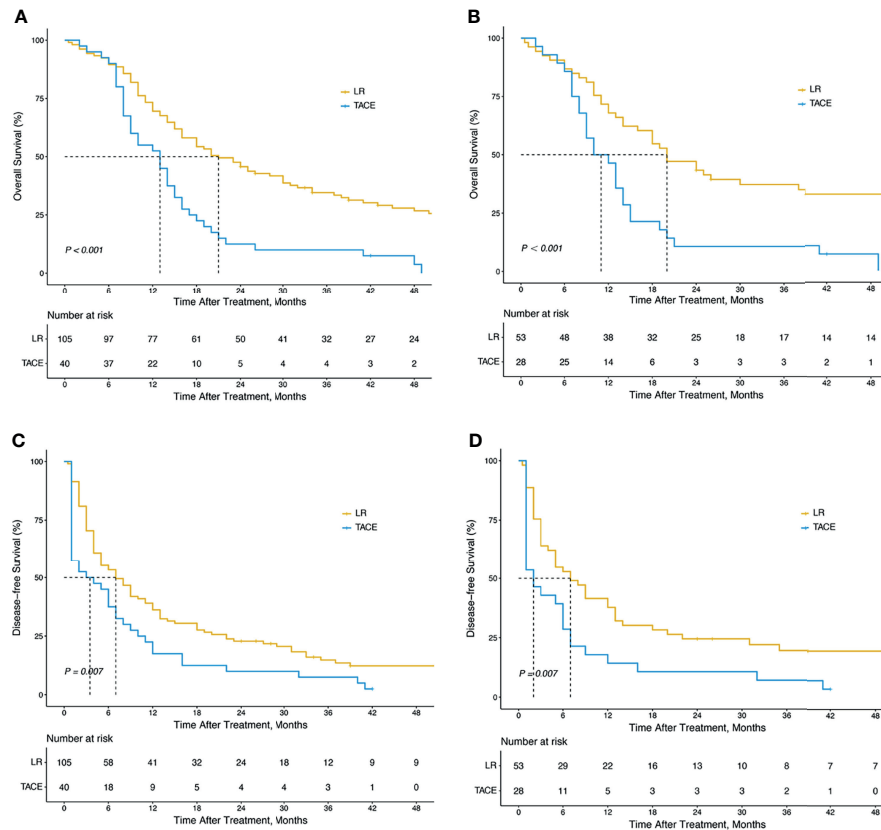 A
100
75
50
25
0
Overall Survival (%)
LR
TACE
P < 0.001
0 6 12 18 24 30 36 42 48
Time After Treatment, Months
Number at risk
LR 105 97 77 61 50 41 32 27 24
TACE 40 37 22 10 5 4 4 3 2
0 6 12 18 24 30 36 42 48
Time After Treatment, Months
B
100
75
50
25
0
Overall Survival (%)
LR
TACE
P < 0.001
0 6 12 18 24 30 36 42 48
Time After Treatment, Months
Number at risk
LR 53 48 38 32 25 18 17 14 14
TACE 28 25 14 6 3 3 3 2 1
0 6 12 18 24 30 36 42 48
Time After Treatment, Months
C
100
75
50
25
0
Disease-free Survival (%)
LR
TACE
P = 0.007
0 6 12 18 24 30 36 42 48
Time After Treatment, Months
Number at risk
LR 105 58 41 32 24 18 12 9 9
TACE 40 18 9 5 4 4 3 1 0
0 6 12 18 24 30 36 42 48
Time After Treatment, Months
D
100
75
50
25
0
Disease-free Survival (%)
LR
TACE
P = 0.007
0 6 12 18 24 30 36 42 48
Time After Treatment, Months
Number at risk
LR 53 29 22 16 13 10 8 7 7
TACE 28 11 5 3 3 3 2 1 0
0 6 12 18 24 30 36 42 48
Time After Treatment, Months